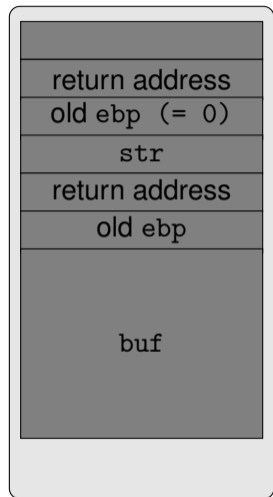 return address
old ebp (= 0)
str
return address
old ebp
buf